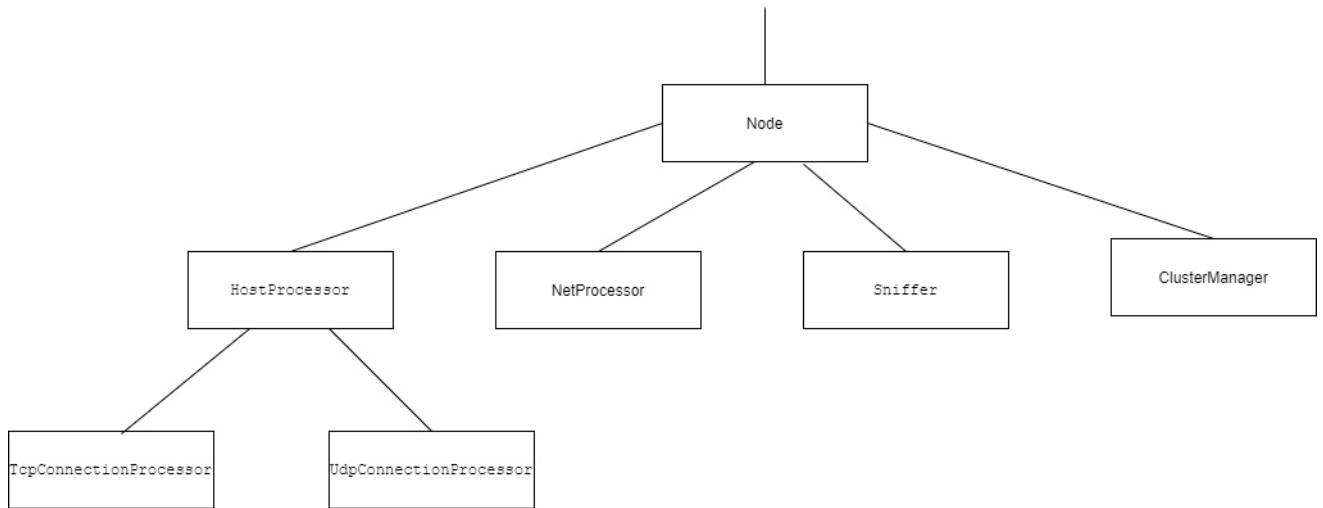 Node
HostProcessor
NetProcessor
Sniffer
ClusterManager
TcpConnectionProcessor
UdpConnectionProcessor